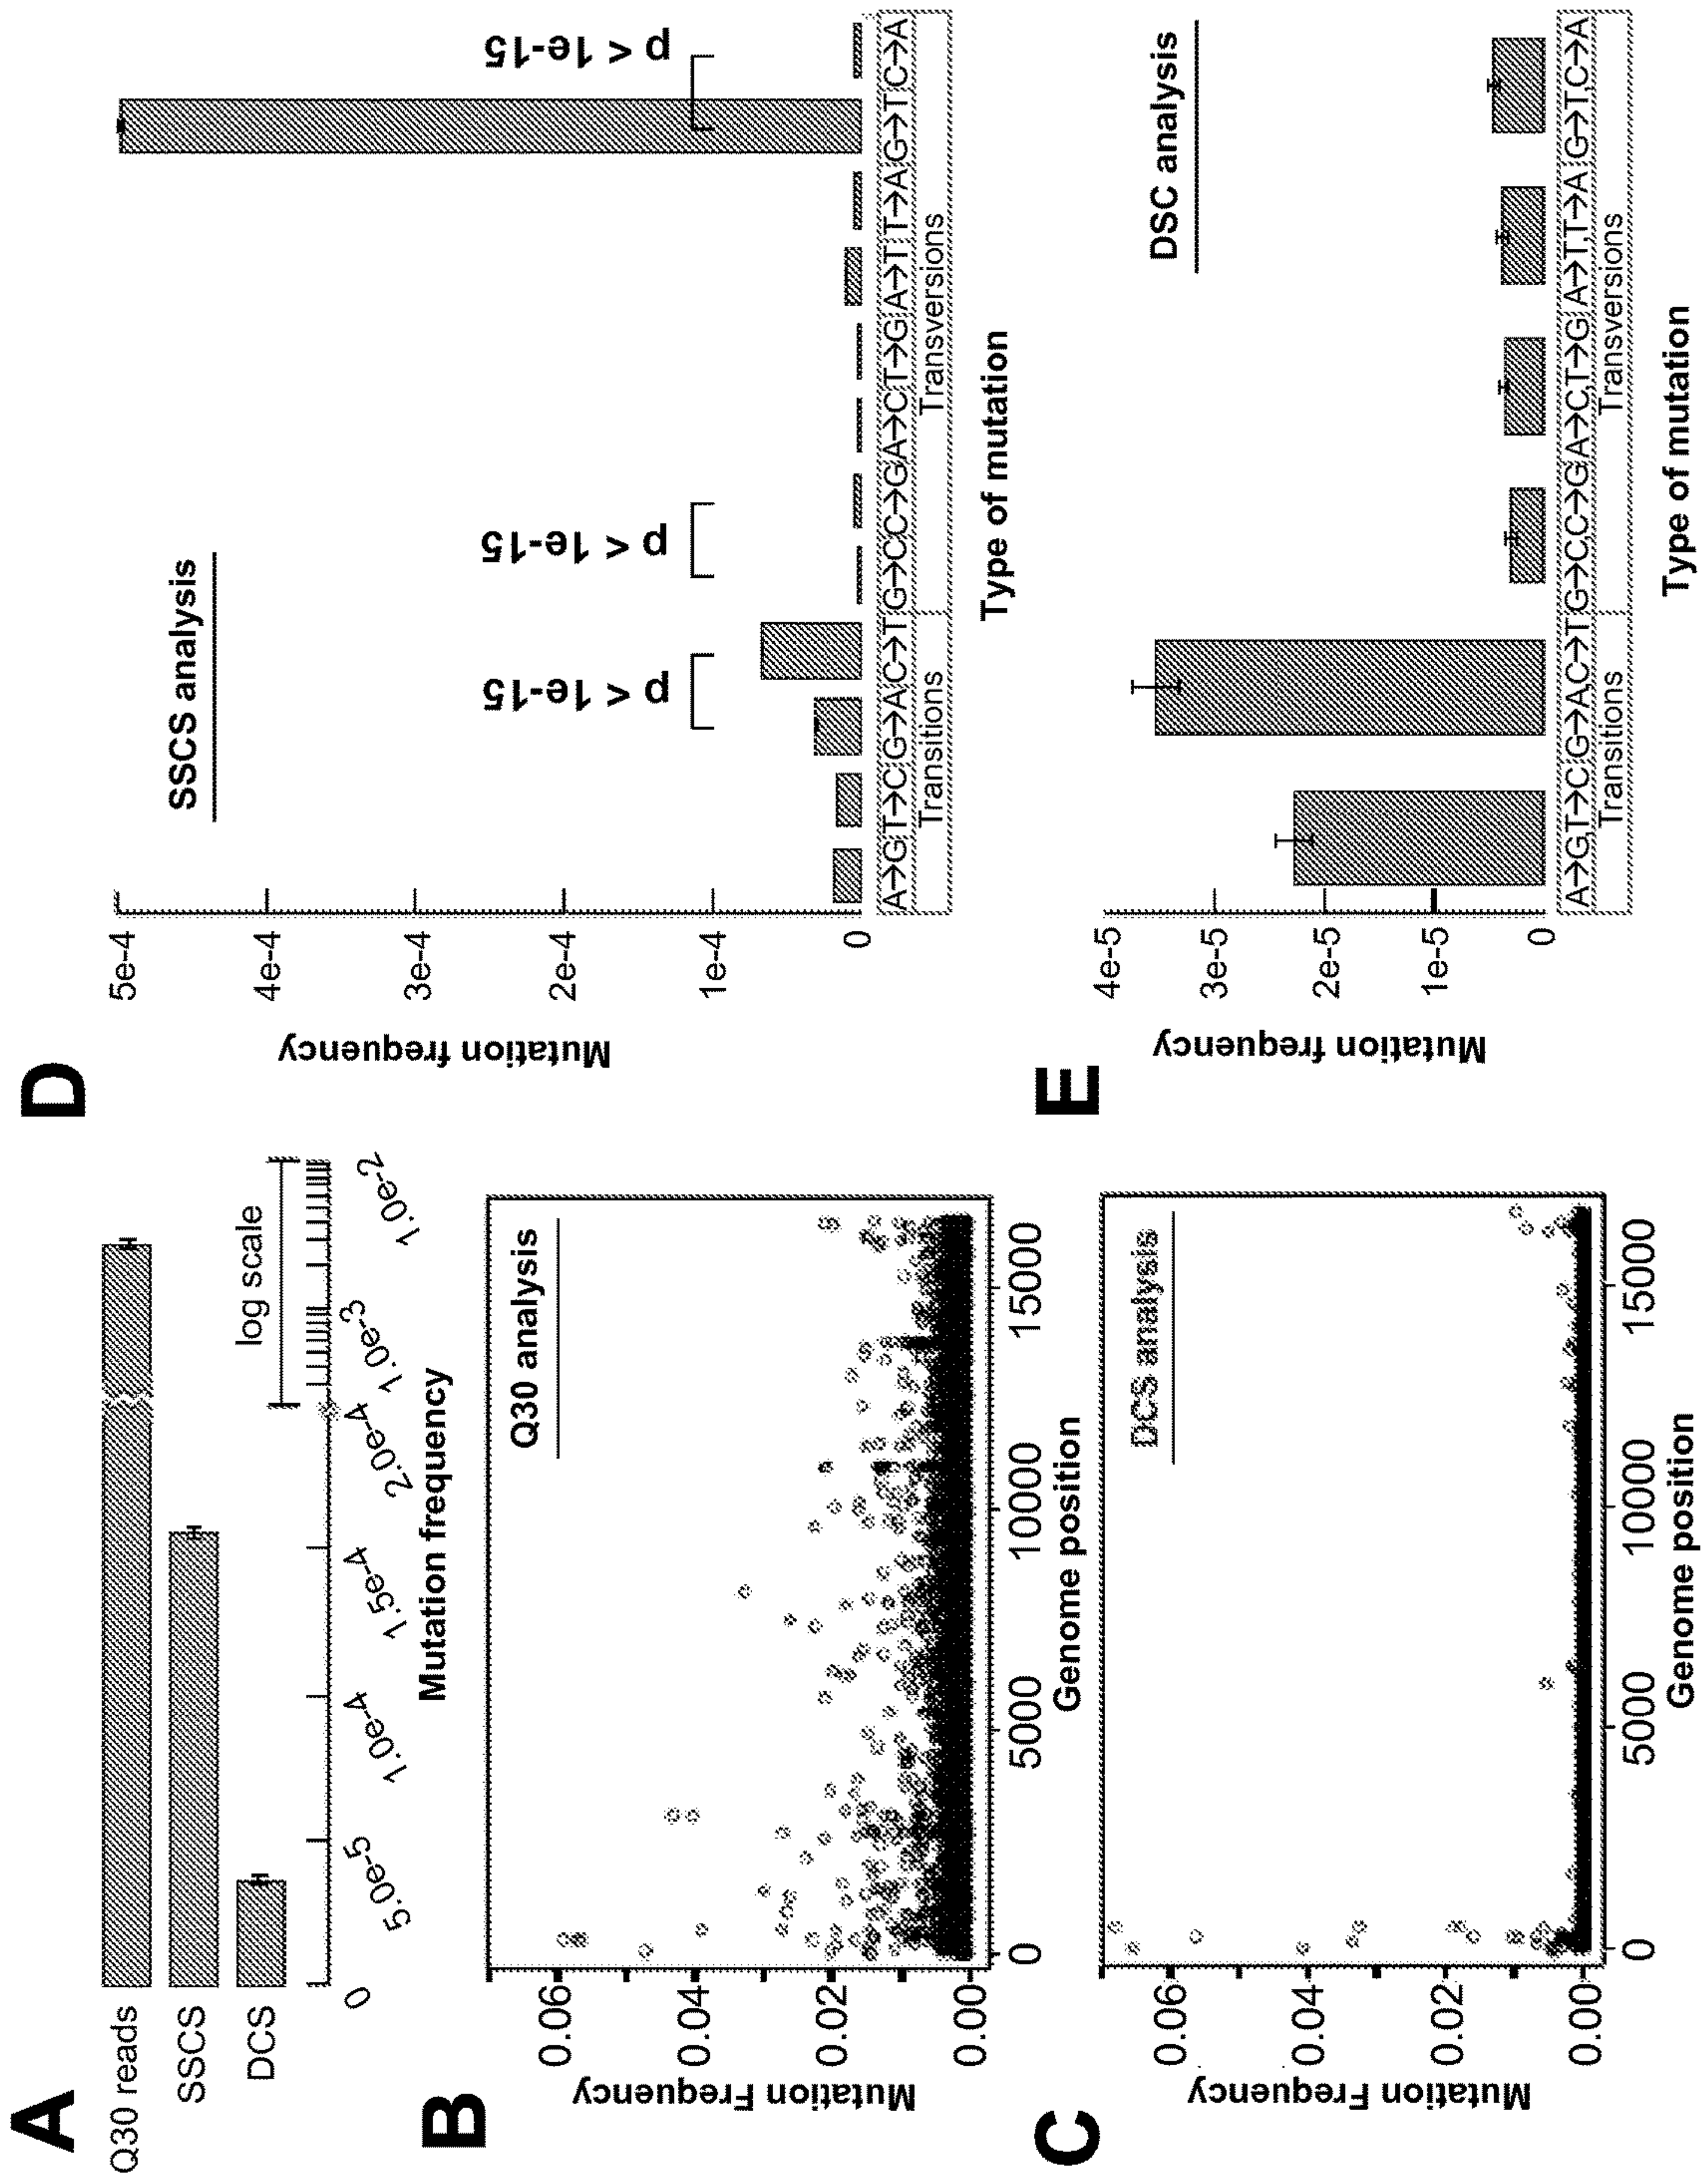 A
Q30 reads
SSCS
DCS
log scale
0
5.0e-5
1.0e-4
1.5e-4
2.0e-4
1.0e-3
1.0e-2
Mutation frequency
B
Q30 analysis
Mutation Frequency
0.06
0.04
0.02
0.00
0
5000
10000
15000
Genome position
C
DCS analysis
Mutation Frequency
0.06
0.04
0.02
0.00
0
5000
10000
15000
Genome position
D
SSCS analysis
Mutation frequency
5e-4
4e-4
3e-4
2e-4
1e-4
0
p < 1e-15
p < 1e-15
p < 1e-15
A→G T→C G→A C→T G→C C→G A→C T→G A→T T→A G→T C→A
Transitions Transversions
Type of mutation
E
DSC analysis
Mutation frequency
4e-5
3e-5
2e-5
1e-5
0
A→G,T→C G→A,C→T G→C,C→G A→C,T→G A→T,T→A G→T,C→A
Transitions Transversions
Type of mutation